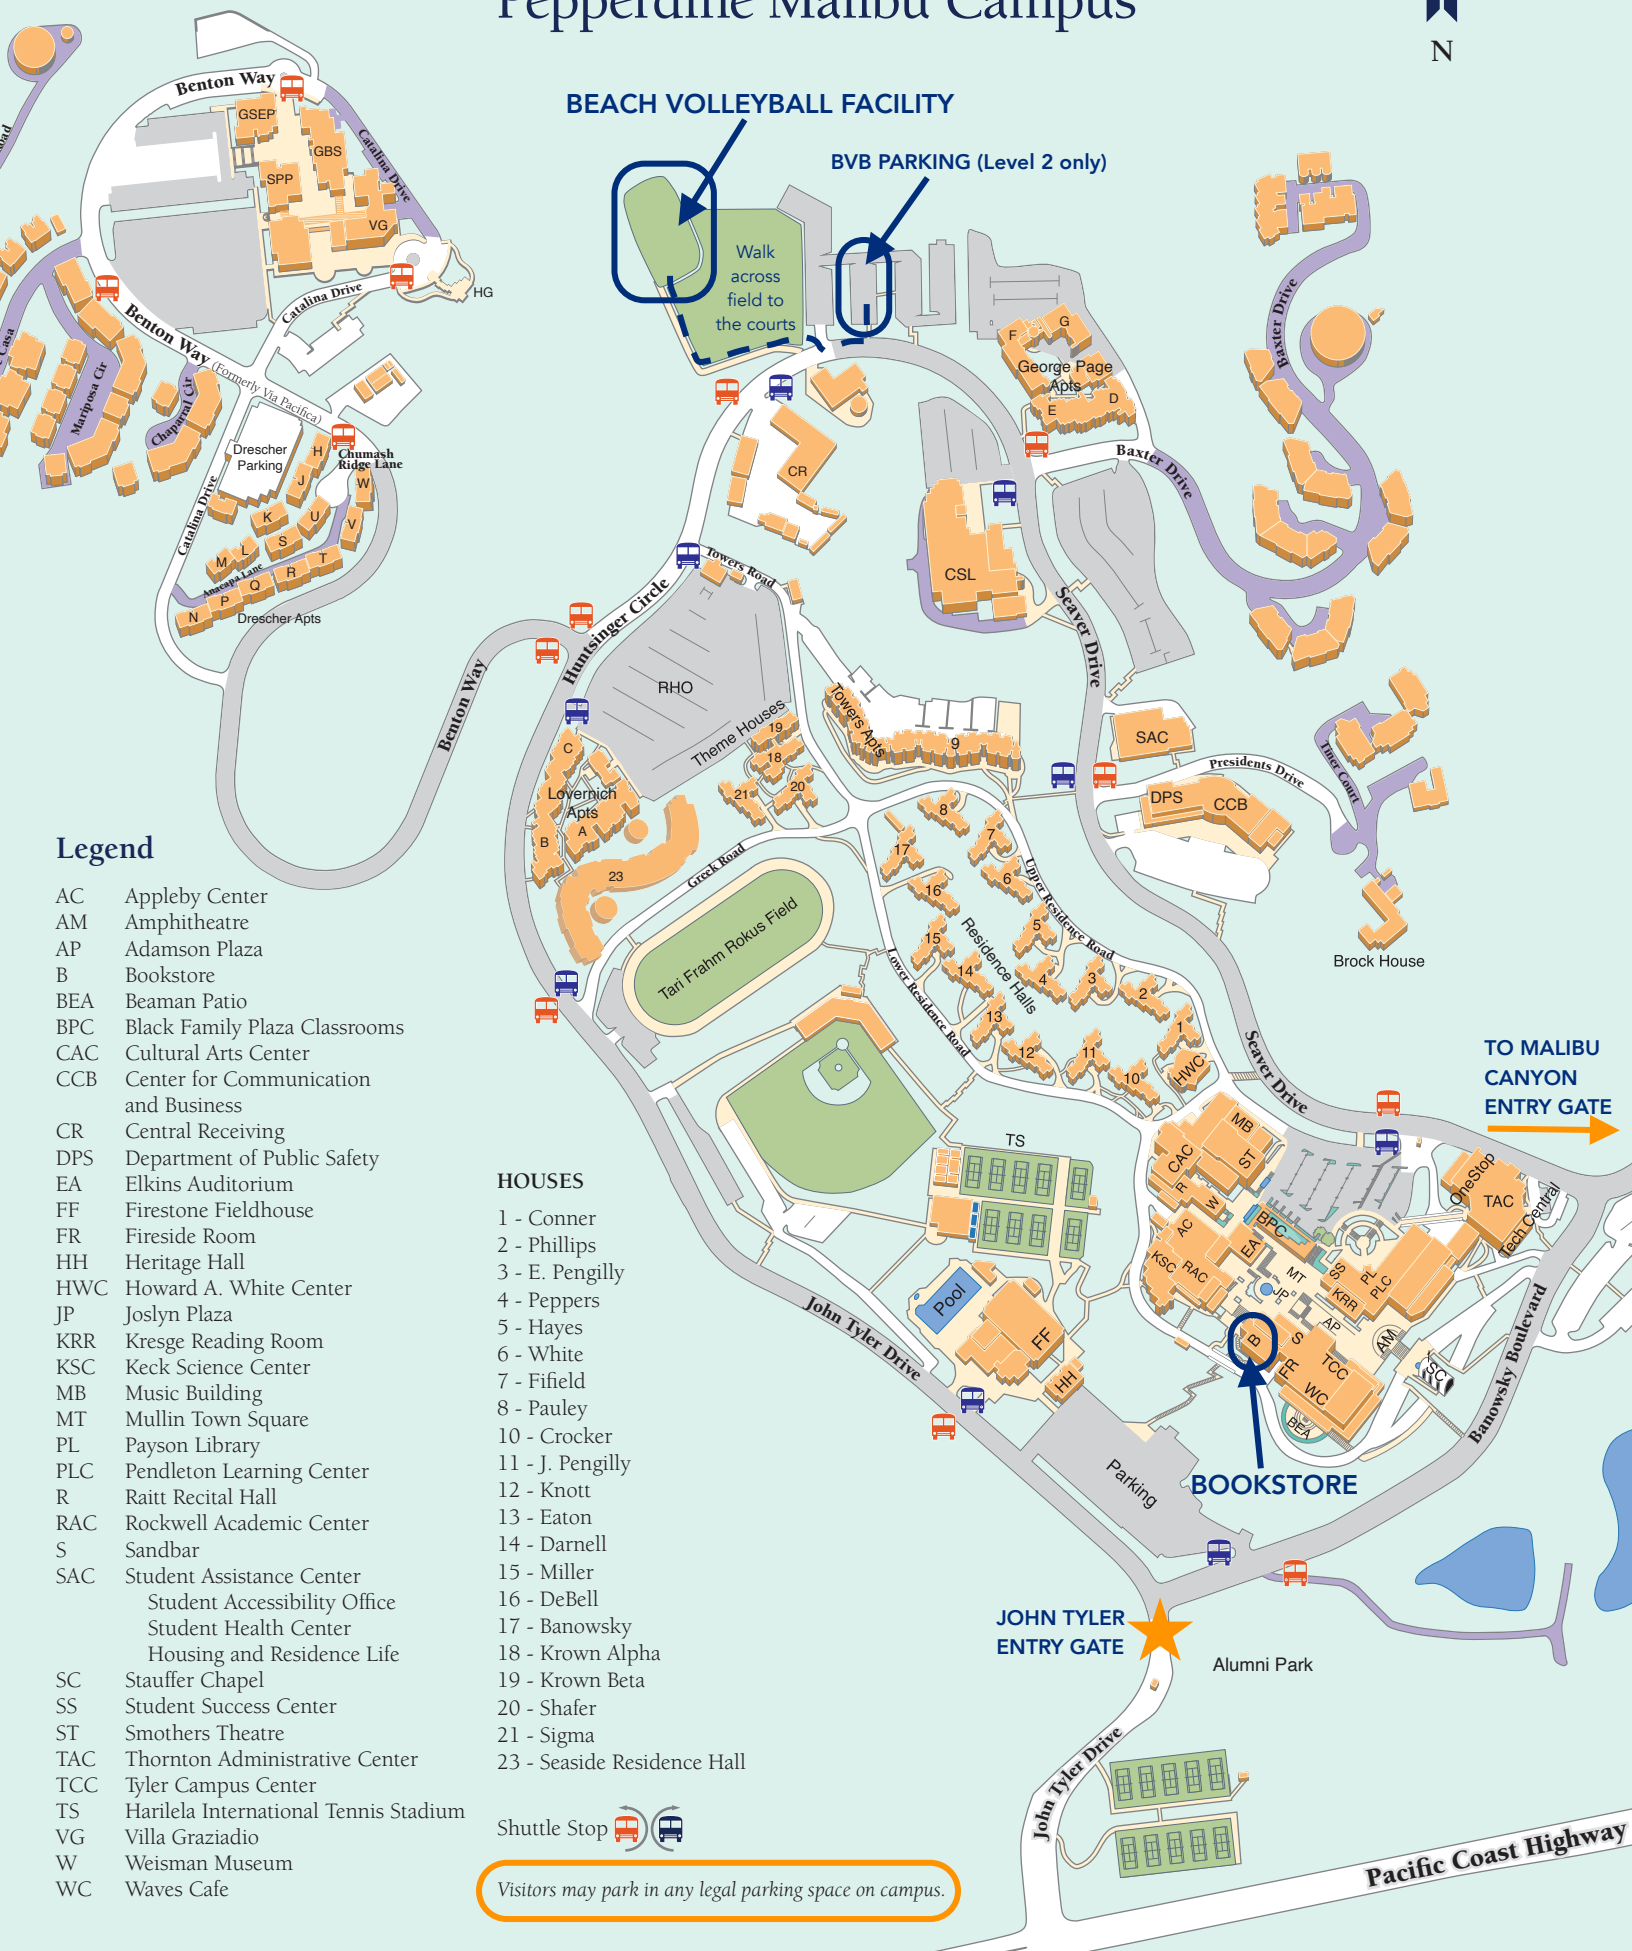 Pepperdine Malibu Campus
N
BEACH VOLLEYBALL FACILITY
BVB PARKING (Level 2 only)
Walk
across
field to
the courts
Benton Way
GSEP
GBS
SPP
VG
HG
Catalina Drive
Catalina Drive
Benton Way
(Formerly Via Pacifica)
Mariposa Cir
Chaparral Cir
Casa
Drescher
Parking
Chumash
Ridge Lane
Catalina Drive
H
J
K
L
M
S
U
V
W
T
R
Q
P
N
Anacapa Lane
Drescher Apts
Benton Way
Huntsinger Circle
Towers Road
CR
F
G
George Page
Apts
E
D
Baxter Drive
Baxter Drive
CSL
Seaver Drive
RHO
Theme Houses
19
18
20
21
Towers Apts
9
SAC
Presidents Drive
DPS
CCB
Tiner Court
Brock House
C
Lovernich
Apts
A
B
23
Greek Road
Tari Frahm Rokus Field
8
7
6
5
4
3
2
1
17
16
15
14
13
12
11
10
HWC
Residence Halls
Upper Residence Road
Lower Residence Road
Seaver Drive
TO MALIBU
CANYON
ENTRY GATE
MB
ST
CAC
R
W
BPC
AC
EA
KSC
RAC
MT
JP
SS
PL
PLC
KRR
AP
AM
B
S
FR
TCC
WC
BEA
SC
OneStop
TAC
Tech Central
TS
Pool
FF
HH
Parking
John Tyler Drive
Banowsky Boulevard
BOOKSTORE
JOHN TYLER
ENTRY GATE
Alumni Park
John Tyler Drive
Pacific Coast Highway
Legend
AC Appleby Center
AM Amphitheatre
AP Adamson Plaza
B Bookstore
BEA Beaman Patio
BPC Black Family Plaza Classrooms
CAC Cultural Arts Center
CCB Center for Communication
and Business
CR Central Receiving
DPS Department of Public Safety
EA Elkins Auditorium
FF Firestone Fieldhouse
FR Fireside Room
HH Heritage Hall
HWC Howard A. White Center
JP Joslyn Plaza
KRR Kresge Reading Room
KSC Keck Science Center
MB Music Building
MT Mullin Town Square
PL Payson Library
PLC Pendleton Learning Center
R Raitt Recital Hall
RAC Rockwell Academic Center
S Sandbar
SAC Student Assistance Center
Student Accessibility Office
Student Health Center
Housing and Residence Life
SC Stauffer Chapel
SS Student Success Center
ST Smothers Theatre
TAC Thornton Administrative Center
TCC Tyler Campus Center
TS Harilela International Tennis Stadium
VG Villa Graziadio
W Weisman Museum
WC Waves Cafe
HOUSES
1 - Conner
2 - Phillips
3 - E. Pengilly
4 - Peppers
5 - Hayes
6 - White
7 - Fifield
8 - Pauley
10 - Crocker
11 - J. Pengilly
12 - Knott
13 - Eaton
14 - Darnell
15 - Miller
16 - DeBell
17 - Banowsky
18 - Krown Alpha
19 - Krown Beta
20 - Shafer
21 - Sigma
23 - Seaside Residence Hall
Shuttle Stop
Visitors may park in any legal parking space on campus.